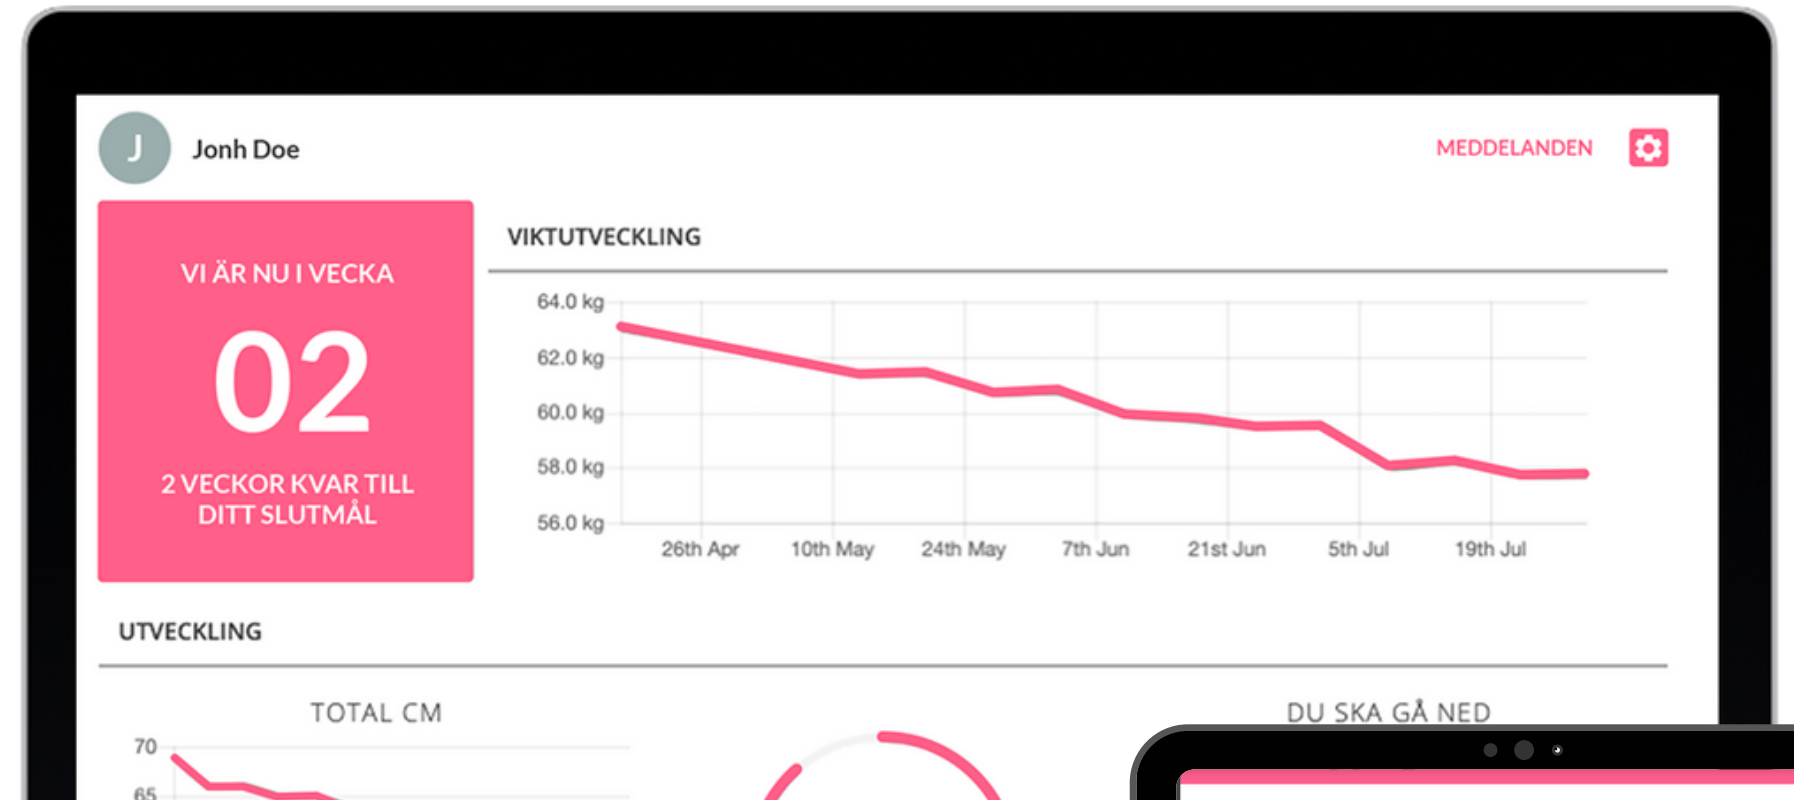 J
Jonh Doe
MEDDELANDEN
VI ÄR NU I VECKA
02
2 VECKOR KVAR TILL
DITT SLUTMÅL
VIKTUTVECKLING
64.0 kg
62.0 kg
60.0 kg
58.0 kg
56.0 kg
26th Apr 10th May 24th May 7th Jun 21st Jun 5th Jul 19th Jul
UTVECKLING
TOTAL CM
70
65
DU SKA GÅ NED